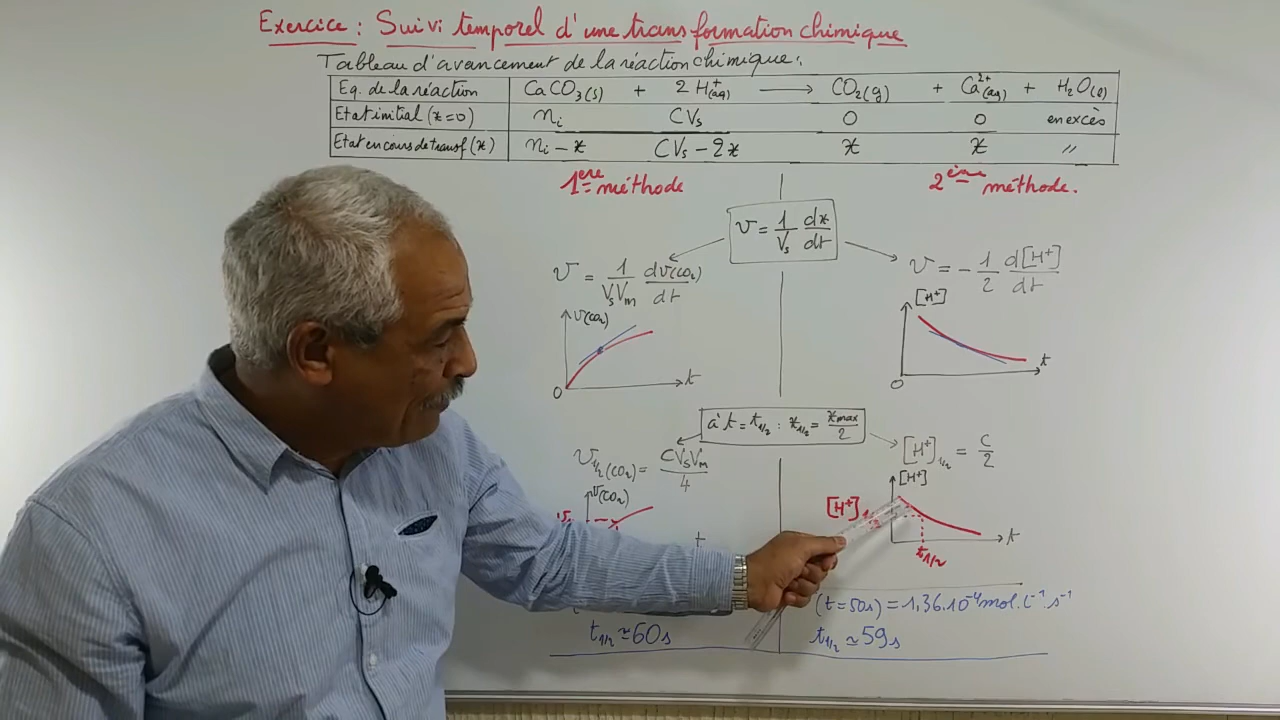 Exercice : Suivi temporel d'une transformation chimique
Tableau d'avancement de la réaction chimique :
Eq. de la réaction CaCO₃(s) + 2 H⁺(aq) ⟶ CO₂(g) + Ca²⁺(aq) + H₂O(l)
Etat initial (x=0) nᵢ CVₛ 0 0 en excès
Etat en cours de transf (x) nᵢ - x CVₛ - 2x x x //
1ère méthode 2ème méthode.
v = 1/Vₛ dx/dt
v = 1/VₛVₘ dv(CO₂)/dt
v = - 1/2 d[H⁺]/dt
v(CO₂) [H⁺]
0 t 0 t
à t = t₁/₂ : x₁/₂ = xmax/2
v₁/₂(CO₂) = CVₛVₘ/4
[H⁺]₁/₂ = C/2
v(CO₂) [H⁺]
[H⁺] t
t t₁/₂
(t=50s) = 1,36.10⁻⁴ mol.L⁻¹.s⁻¹
t₁/₂ ≃ 60s t₁/₂ ≃ 59s